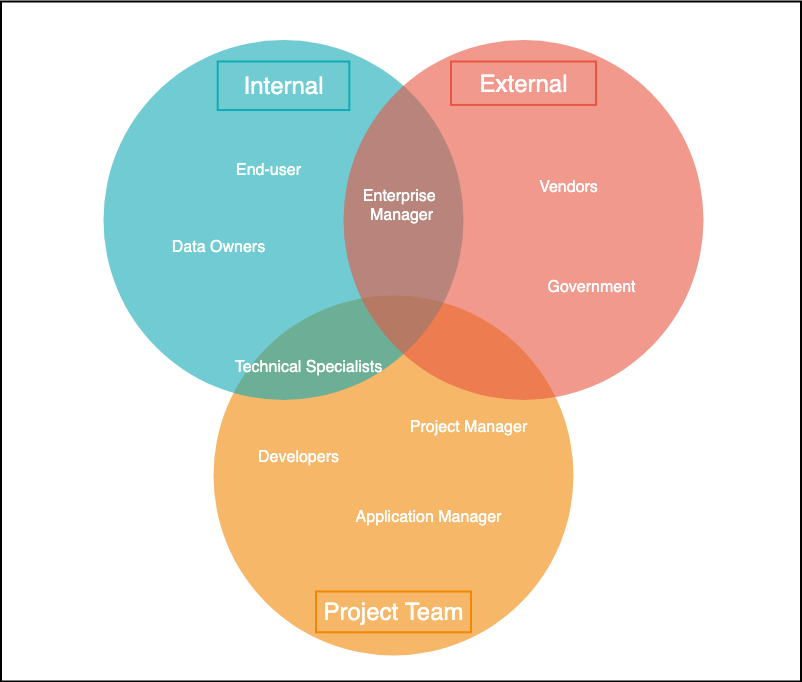 Internal
External
End-user
Vendors
Enterprise
Manager
Data Owners
Government
Technical Specialists
Project Manager
Developers
Application Manager
Project Team